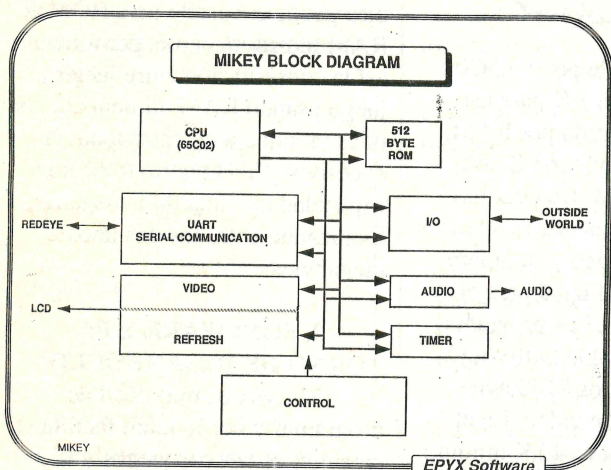 MIKEY BLOCK DIAGRAM
CPU
(65C02)
512
BYTE
ROM
REDEYE
UART
SERIAL COMMUNICATION
I/O
OUTSIDE
WORLD
VIDEO
LCD
REFRESH
AUDIO
AUDIO
TIMER
CONTROL
MIKEY
EPYX Software